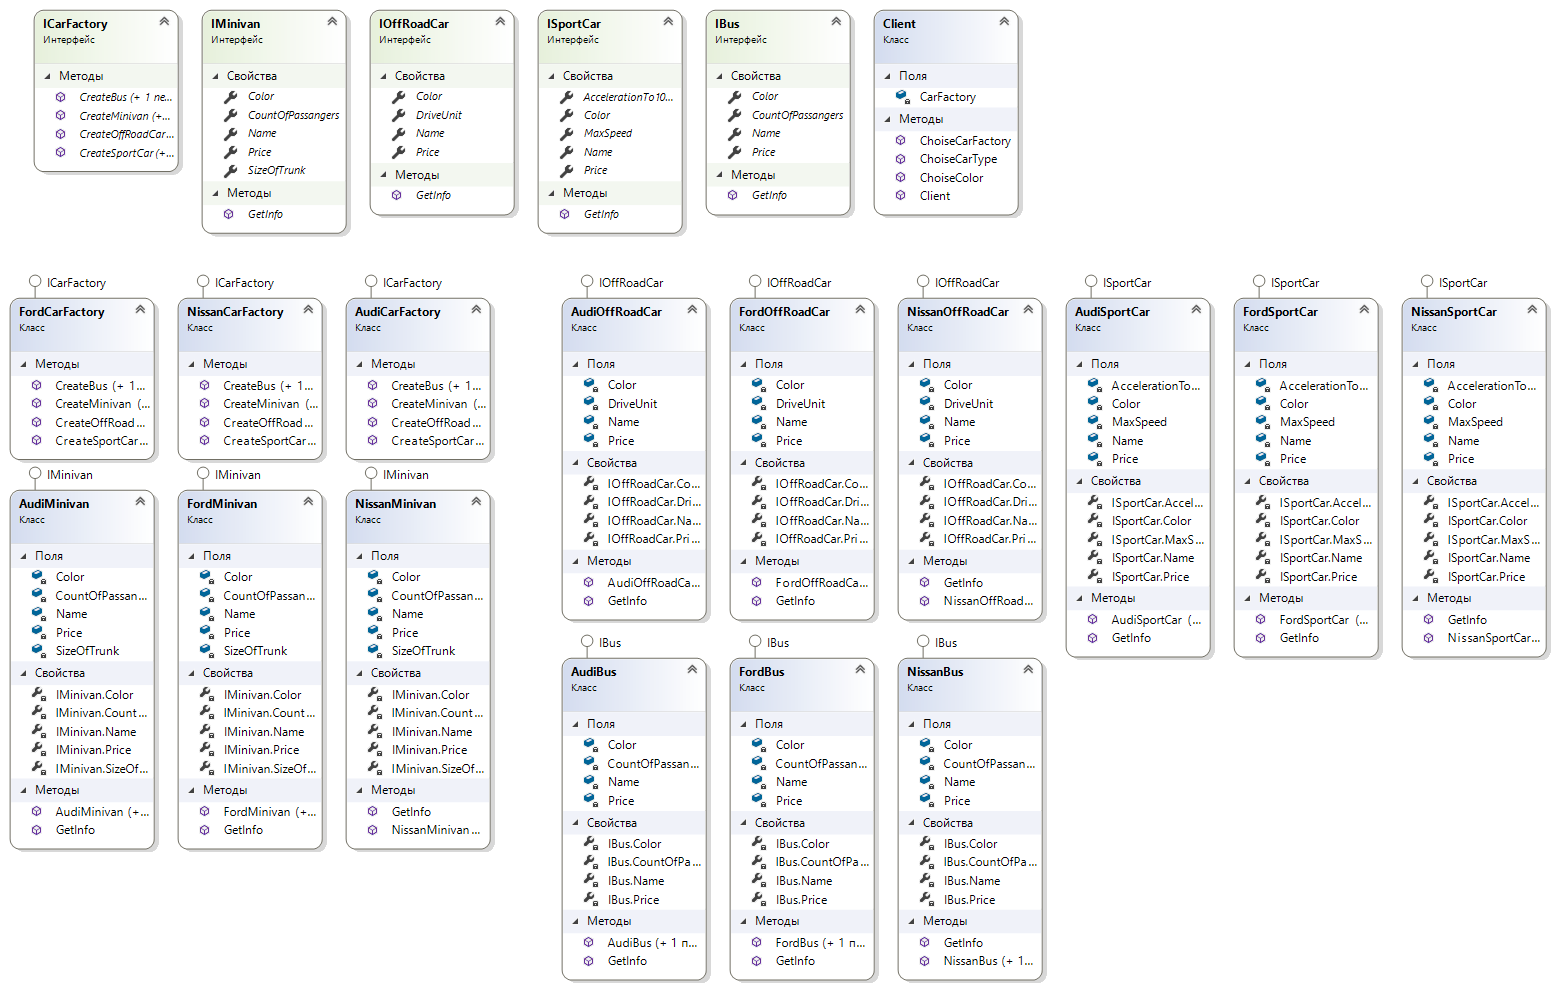 ICarFactory
Интерфейс
Методы
CreateBus (+ 1 пе...
CreateMinivan (+...
CreateOffRoadCar...
CreateSportCar (+...
IMinivan
Интерфейс
Свойства
Color
CountOfPassangers
Name
Price
SizeOfTrunk
Методы
GetInfo
IOffRoadCar
Интерфейс
Свойства
Color
DriveUnit
Name
Price
Методы
GetInfo
ISportCar
Интерфейс
Свойства
AccelerationTo10...
Color
MaxSpeed
Name
Price
Методы
GetInfo
IBus
Интерфейс
Свойства
Color
CountOfPassangers
Name
Price
Методы
GetInfo
Client
Класс
Поля
CarFactory
Методы
ChoiseCarFactory
ChoiseCarType
ChoiseColor
Client
ICarFactory
FordCarFactory
Класс
Методы
CreateBus (+ 1...
CreateMinivan (...
CreateOffRoad...
CreateSportCar...
ICarFactory
NissanCarFactory
Класс
Методы
CreateBus (+ 1...
CreateMinivan (...
CreateOffRoad...
CreateSportCar...
ICarFactory
AudiCarFactory
Класс
Методы
CreateBus (+ 1...
CreateMinivan (...
CreateOffRoad...
CreateSportCar...
IOffRoadCar
AudiOffRoadCar
Класс
Поля
Color
DriveUnit
Name
Price
Свойства
IOffRoadCar.Co...
IOffRoadCar.Dri...
IOffRoadCar.Na...
IOffRoadCar.Pri...
Методы
AudiOffRoadCa...
GetInfo
IOffRoadCar
FordOffRoadCar
Класс
Поля
Color
DriveUnit
Name
Price
Свойства
IOffRoadCar.Co...
IOffRoadCar.Dri...
IOffRoadCar.Na...
IOffRoadCar.Pri...
Методы
FordOffRoadCa...
GetInfo
IOffRoadCar
NissanOffRoadCar
Класс
Поля
Color
DriveUnit
Name
Price
Свойства
IOffRoadCar.Co...
IOffRoadCar.Dri...
IOffRoadCar.Na...
IOffRoadCar.Pri...
Методы
GetInfo
NissanOffRoad...
ISportCar
AudiSportCar
Класс
Поля
AccelerationTo...
Color
MaxSpeed
Name
Price
Свойства
ISportCar.Accel...
ISportCar.Color
ISportCar.MaxS...
ISportCar.Name
ISportCar.Price
Методы
AudiSportCar (...
GetInfo
ISportCar
FordSportCar
Класс
Поля
AccelerationTo...
Color
MaxSpeed
Name
Price
Свойства
ISportCar.Accel...
ISportCar.Color
ISportCar.MaxS...
ISportCar.Name
ISportCar.Price
Методы
FordSportCar (...
GetInfo
ISportCar
NissanSportCar
Класс
Поля
AccelerationTo...
Color
MaxSpeed
Name
Price
Свойства
ISportCar.Accel...
ISportCar.Color
ISportCar.MaxS...
ISportCar.Name
ISportCar.Price
Методы
GetInfo
NissanSportCar...
IMinivan
AudiMinivan
Класс
Поля
Color
CountOfPassan...
Name
Price
SizeOfTrunk
Свойства
IMinivan.Color
IMinivan.Count...
IMinivan.Name
IMinivan.Price
IMinivan.SizeOf...
Методы
AudiMinivan (+...
GetInfo
IMinivan
FordMinivan
Класс
Поля
Color
CountOfPassan...
Name
Price
SizeOfTrunk
Свойства
IMinivan.Color
IMinivan.Count...
IMinivan.Name
IMinivan.Price
IMinivan.SizeOf...
Методы
FordMinivan (+...
GetInfo
IMinivan
NissanMinivan
Класс
Поля
Color
CountOfPassan...
Name
Price
SizeOfTrunk
Свойства
IMinivan.Color
IMinivan.Count...
IMinivan.Name
IMinivan.Price
IMinivan.SizeOf...
Методы
GetInfo
NissanMinivan...
IBus
AudiBus
Класс
Поля
Color
CountOfPassan...
Name
Price
Свойства
IBus.Color
IBus.CountOfPa...
IBus.Name
IBus.Price
Методы
AudiBus (+ 1 п...
GetInfo
IBus
FordBus
Класс
Поля
Color
CountOfPassan...
Name
Price
Свойства
IBus.Color
IBus.CountOfPa...
IBus.Name
IBus.Price
Методы
FordBus (+ 1 п...
GetInfo
IBus
NissanBus
Класс
Поля
Color
CountOfPassan...
Name
Price
Свойства
IBus.Color
IBus.CountOfPa...
IBus.Name
IBus.Price
Методы
GetInfo
NissanBus (+ 1...